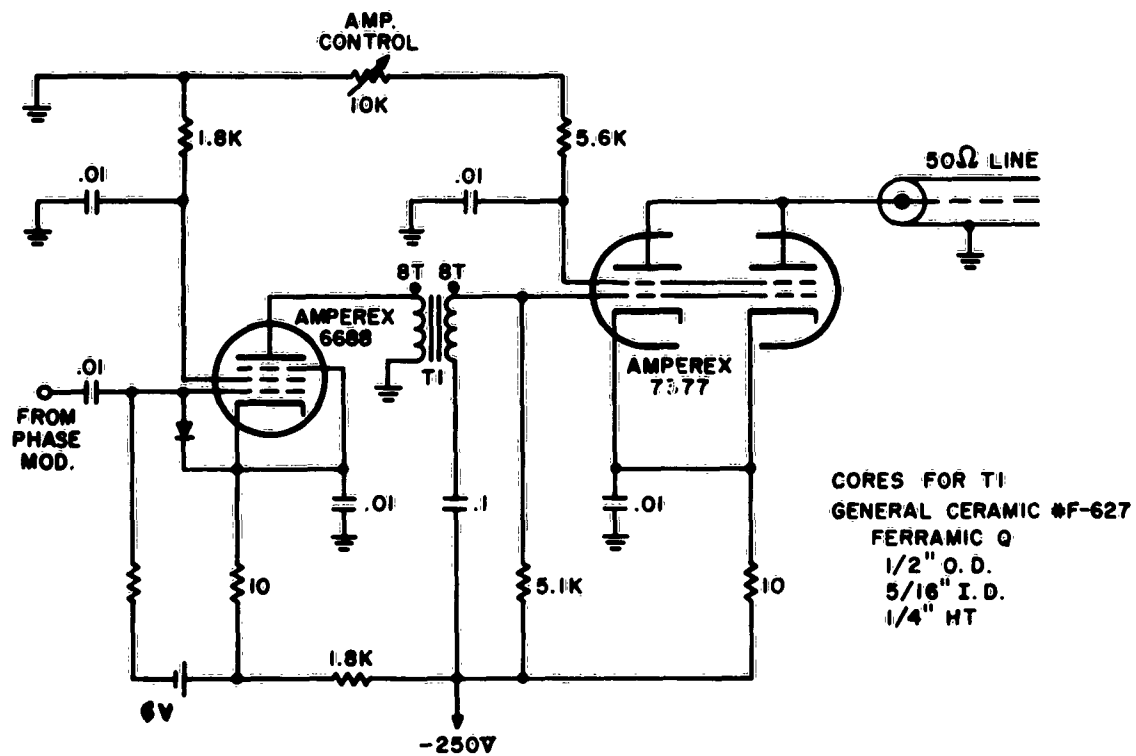 AMP.
CONTROL
10K
1.8K
5.6K
.01
.01
50Ω LINE
8T 8T
AMPEREX
6688
T1
AMPEREX
7377
.01
FROM
PHASE
MOD.
.01
.1
.01
CORES FOR T1
GENERAL CERAMIC #F-627
FERRAMIC Q
1/2" O.D.
5/16" I.D.
1/4" HT
10
5.1K
10
1.8K
6V
-250V